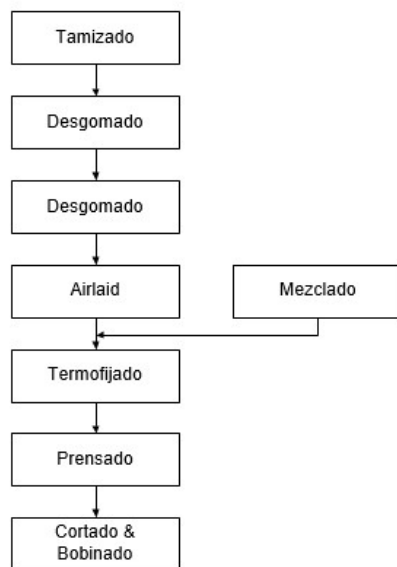 Tamizado
Desgomado
Desgomado
Airlaid
Mezclado
Termofijado
Prensado
Cortado &
Bobinado